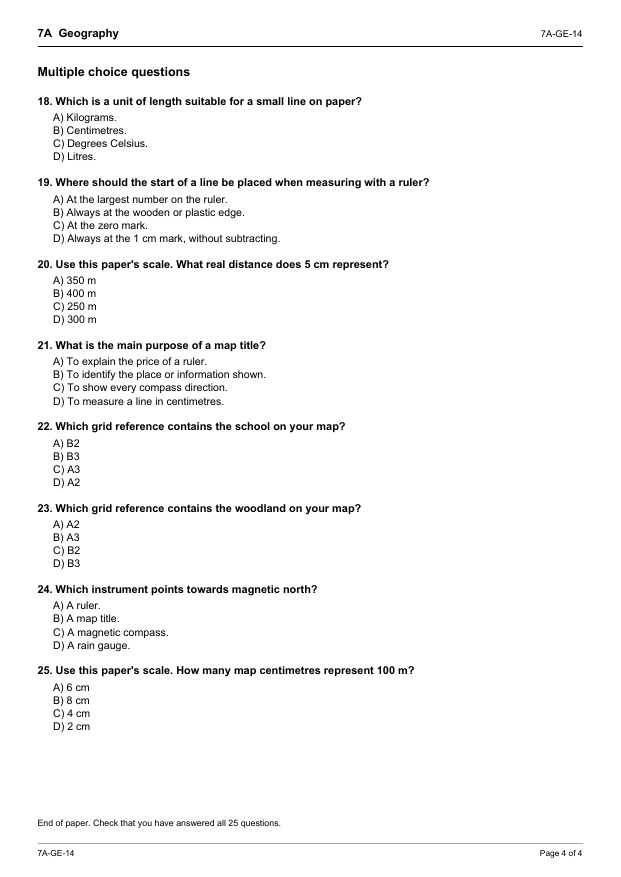 7A Geography
7A-GE-14
Multiple choice questions
18. Which is a unit of length suitable for a small line on paper?
A) Kilograms.
B) Centimetres.
C) Degrees Celsius.
D) Litres.
19. Where should the start of a line be placed when measuring with a ruler?
A) At the largest number on the ruler.
B) Always at the wooden or plastic edge.
C) At the zero mark.
D) Always at the 1 cm mark, without subtracting.
20. Use this paper's scale. What real distance does 5 cm represent?
A) 350 m
B) 400 m
C) 250 m
D) 300 m
21. What is the main purpose of a map title?
A) To explain the price of a ruler.
B) To identify the place or information shown.
C) To show every compass direction.
D) To measure a line in centimetres.
22. Which grid reference contains the school on your map?
A) B2
B) B3
C) A3
D) A2
23. Which grid reference contains the woodland on your map?
A) A2
B) A3
C) B2
D) B3
24. Which instrument points towards magnetic north?
A) A ruler.
B) A map title.
C) A magnetic compass.
D) A rain gauge.
25. Use this paper's scale. How many map centimetres represent 100 m?
A) 6 cm
B) 8 cm
C) 4 cm
D) 2 cm
End of paper. Check that you have answered all 25 questions.
7A-GE-14
Page 4 of 4